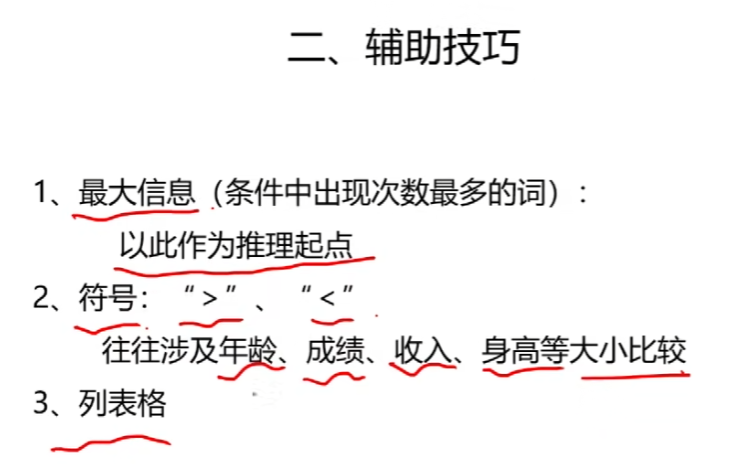 二、辅助技巧
1、最大信息（条件中出现次数最多的词）：
以此作为推理起点
2、符号：“>”、“<”
往往涉及年龄、成绩、收入、身高等大小比较
3、列表格